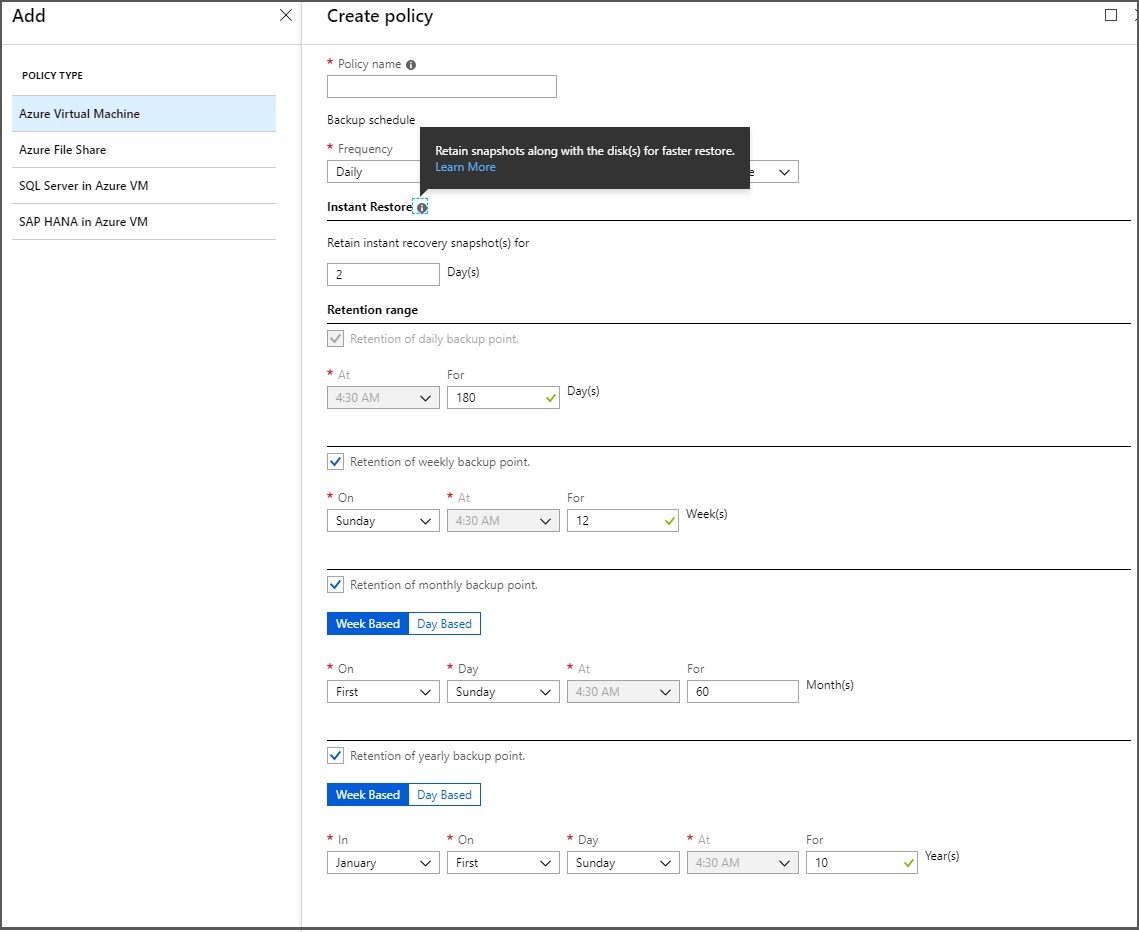 Add
Create policy
POLICY TYPE
Azure Virtual Machine
Azure File Share
SQL Server in Azure VM
SAP HANA in Azure VM
* Policy name
Backup schedule
* Frequency
Daily
Retain snapshots along with the disk(s) for faster restore.
Learn More
Instant Restore
Retain instant recovery snapshot(s) for
2 Day(s)
Retention range
Retention of daily backup point.
* At For
4:30 AM 180 Day(s)
Retention of weekly backup point.
* On * At For
Sunday 4:30 AM 12 Week(s)
Retention of monthly backup point.
Week Based Day Based
* On * Day * At For
First Sunday 4:30 AM 60 Month(s)
Retention of yearly backup point.
Week Based Day Based
* In * On * Day * At For
January First Sunday 4:30 AM 10 Year(s)